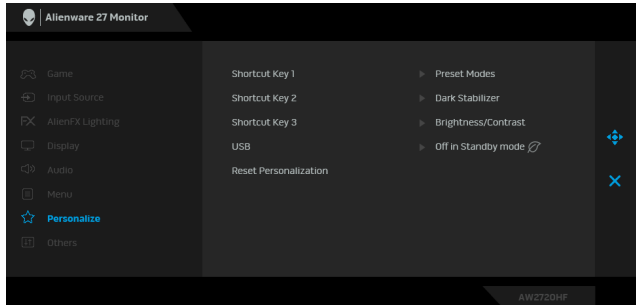 Alienware 27 Monitor
Game
Input Source
AlienFX Lighting
Display
Audio
Menu
Personalize
Others
Shortcut Key 1 Preset Modes
Shortcut Key 2 Dark Stabilizer
Shortcut Key 3 Brightness/Contrast
USB Off in Standby mode
Reset Personalization
AW2720HF